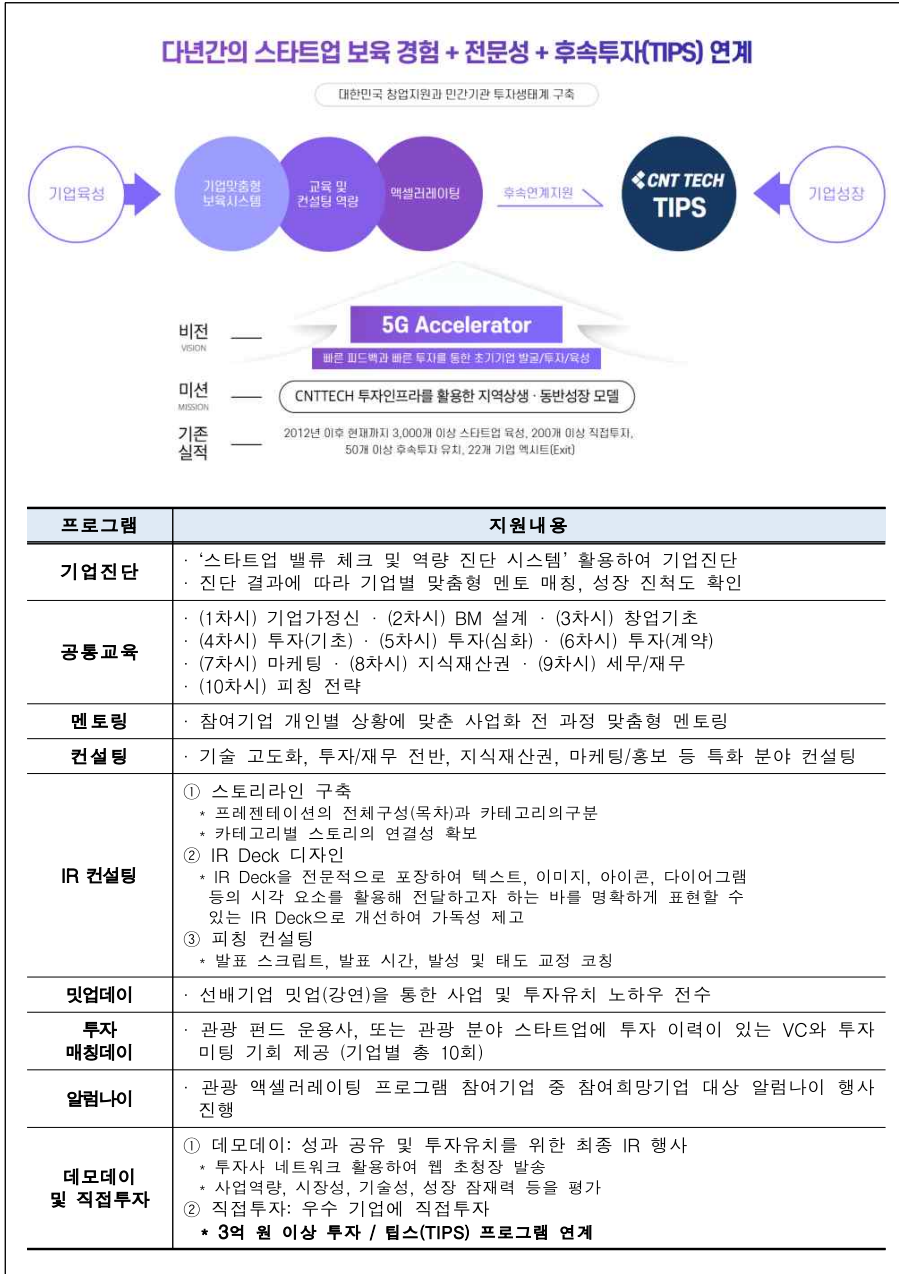 다년간의 스타트업 보육 경험 + 전문성 + 후속투자(TIPS) 연계
대한민국 창업지원과 민간기관 투자생태계 구축
기업육성
기업맞춤형
보육시스템
교육 및
컨설팅 역량
액셀러레이팅
후속연계지원
CNT TECH
TIPS
기업성장
비전
VISION
5G Accelerator
빠른 피드백과 빠른 투자를 통한 초기기업 발굴/투자/육성
미션
MISSION
CNTTECH 투자인프라를 활용한 지역상생 · 동반성장 모델
기존
실적
2012년 이후 현재까지 3,000개 이상 스타트업 육성, 200개 이상 직접투자,
50개 이상 후속투자 유치, 22개 기업 엑시트(Exit)
프로그램
지원내용
기업진단
· ‘스타트업 밸류 체크 및 역량 진단 시스템’ 활용하여 기업진단
· 진단 결과에 따라 기업별 맞춤형 멘토 매칭, 성장 진척도 확인
공통교육
· (1차시) 기업가정신 · (2차시) BM 설계 · (3차시) 창업기초
· (4차시) 투자(기초) · (5차시) 투자(심화) · (6차시) 투자(계약)
· (7차시) 마케팅 · (8차시) 지식재산권 · (9차시) 세무/재무
· (10차시) 피칭 전략
멘토링
· 참여기업 개인별 상황에 맞춘 사업화 전 과정 맞춤형 멘토링
컨설팅
· 기술 고도화, 투자/재무 전반, 지식재산권, 마케팅/홍보 등 특화 분야 컨설팅
IR 컨설팅
① 스토리라인 구축
* 프레젠테이션의 전체구성(목차)과 카테고리의구분
* 카테고리별 스토리의 연결성 확보
② IR Deck 디자인
* IR Deck을 전문적으로 포장하여 텍스트, 이미지, 아이콘, 다이어그램
등의 시각 요소를 활용해 전달하고자 하는 바를 명확하게 표현할 수
있는 IR Deck으로 개선하여 가독성 제고
③ 피칭 컨설팅
* 발표 스크립트, 발표 시간, 발성 및 태도 교정 코칭
밋업데이
· 선배기업 밋업(강연)을 통한 사업 및 투자유치 노하우 전수
투자
매칭데이
· 관광 펀드 운용사, 또는 관광 분야 스타트업에 투자 이력이 있는 VC와 투자
미팅 기회 제공 (기업별 총 10회)
알럼나이
· 관광 액셀러레이팅 프로그램 참여기업 중 참여희망기업 대상 알럼나이 행사
진행
데모데이
및 직접투자
① 데모데이: 성과 공유 및 투자유치를 위한 최종 IR 행사
* 투자사 네트워크 활용하여 웹 초청장 발송
* 사업역량, 시장성, 기술성, 성장 잠재력 등을 평가
② 직접투자: 우수 기업에 직접투자
* 3억 원 이상 투자 / 팁스(TIPS) 프로그램 연계